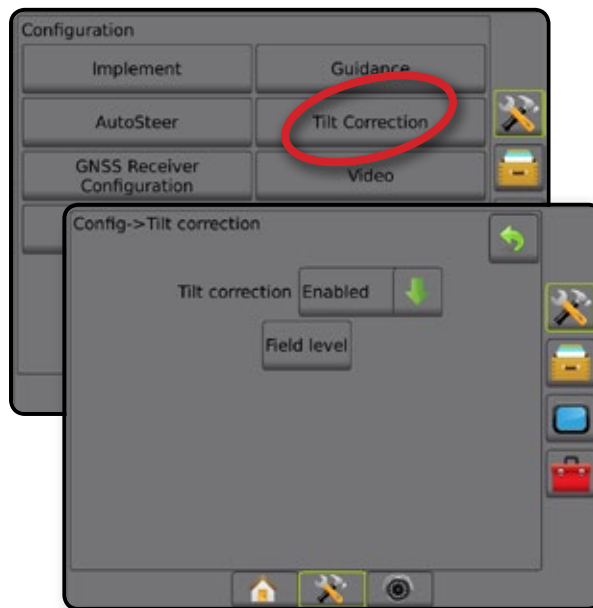 Configuration
Implement
Guidance
AutoSteer
Tilt Correction
GNSS Receiver
Configuration
Video
Config->Tilt correction
Tilt correction Enabled
Field level